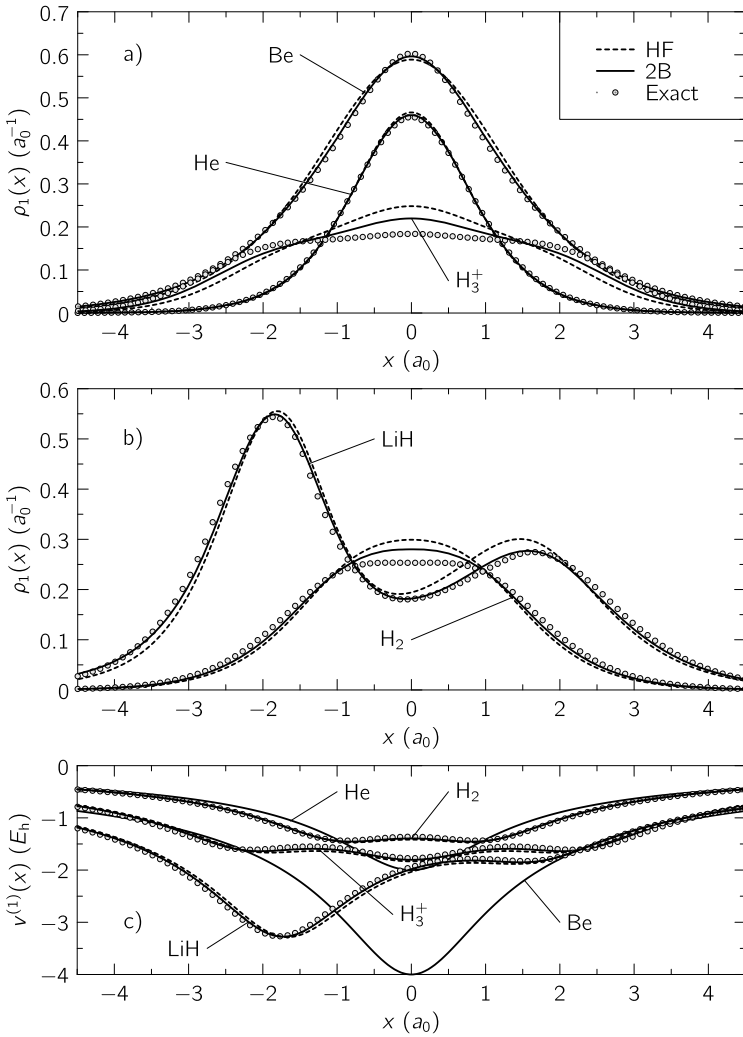 0.7
a)
Be
HF
2B
Exact
0.6
0.5
0.4
0.3
0.2
0.1
0
He
H₃⁺
ρ₁(x) (a₀⁻¹)
−4 −3 −2 −1 0 1 2 3 4
x (a₀)
0.6
b)
LiH
0.5
0.4
0.3
0.2
0.1
0
H₂
ρ₁(x) (a₀⁻¹)
−4 −3 −2 −1 0 1 2 3 4
x (a₀)
0
−1
−2
−3
−4
He
H₂
c)
H₃⁺
LiH
Be
v⁽¹⁾(x) (Eₕ)
−4 −3 −2 −1 0 1 2 3 4
x (a₀)